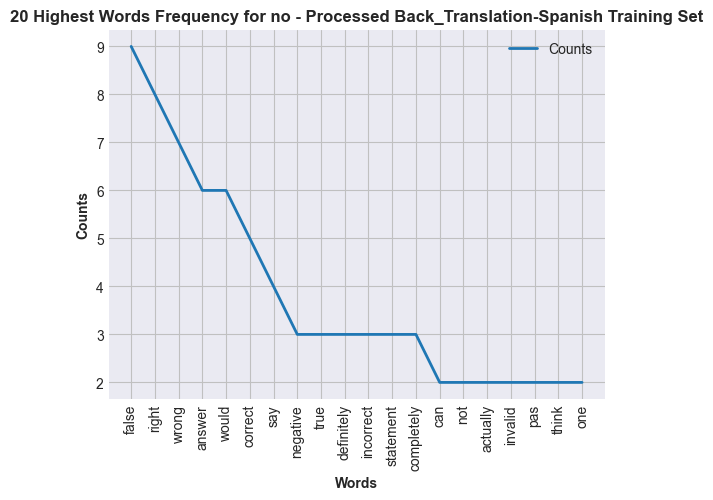 20 Highest Words Frequency for no - Processed Back_Translation-Spanish Training Set
Counts
9
8
7
6
5
4
3
2
Counts
false
right
wrong
answer
would
correct
say
negative
true
definitely
incorrect
statement
completely
can
not
actually
invalid
pas
think
one
Words